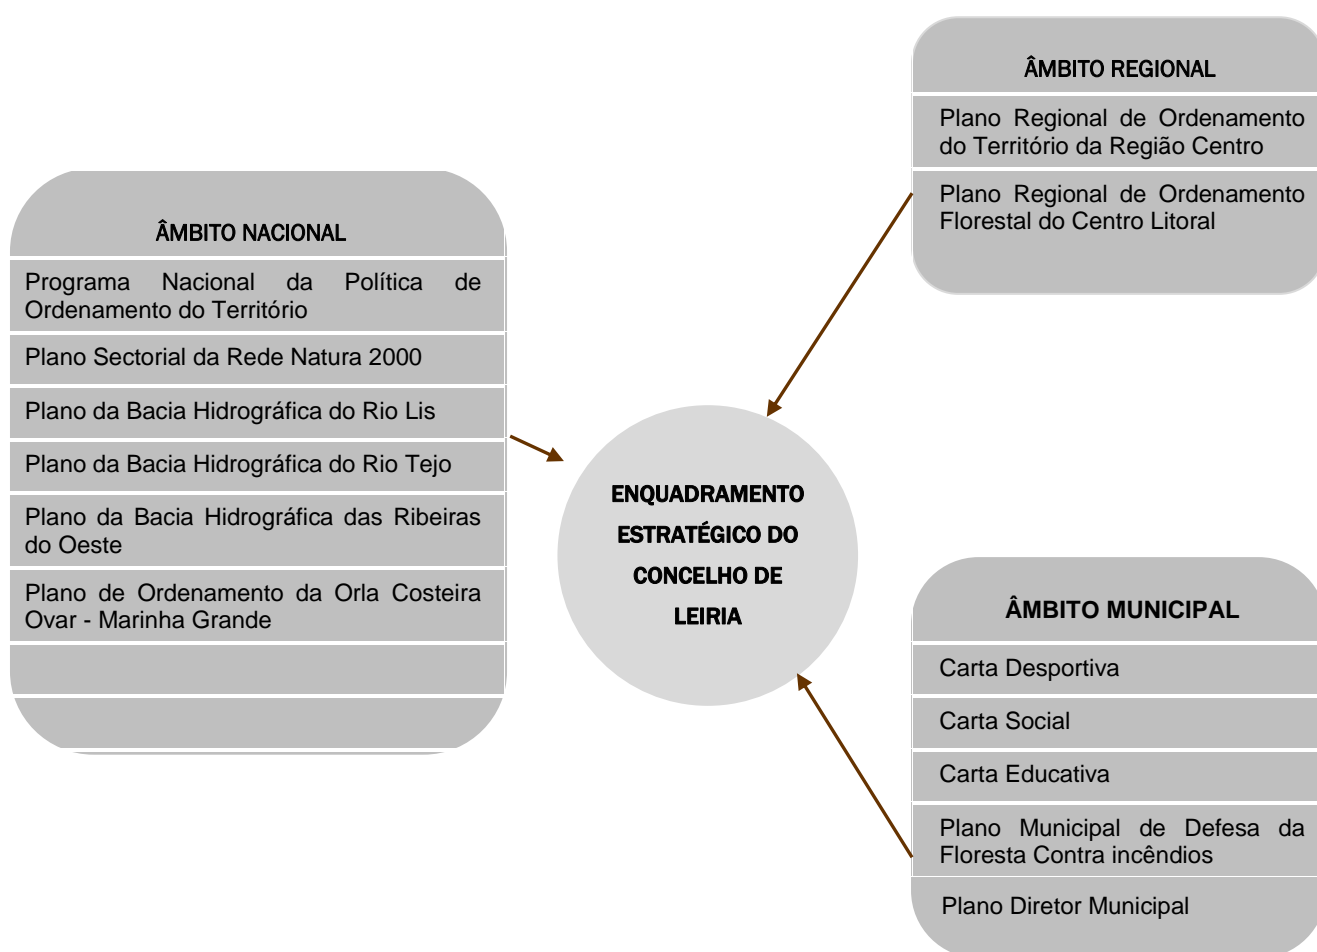 ÂMBITO NACIONAL
Programa Nacional da Política de
Ordenamento do Território
Plano Sectorial da Rede Natura 2000
Plano da Bacia Hidrográfica do Rio Lis
Plano da Bacia Hidrográfica do Rio Tejo
Plano da Bacia Hidrográfica das Ribeiras
do Oeste
Plano de Ordenamento da Orla Costeira
Ovar - Marinha Grande
ENQUADRAMENTO
ESTRATÉGICO DO
CONCELHO DE
LEIRIA
ÂMBITO REGIONAL
Plano Regional de Ordenamento
do Território da Região Centro
Plano Regional de Ordenamento
Florestal do Centro Litoral
ÂMBITO MUNICIPAL
Carta Desportiva
Carta Social
Carta Educativa
Plano Municipal de Defesa da
Floresta Contra incêndios
Plano Diretor Municipal